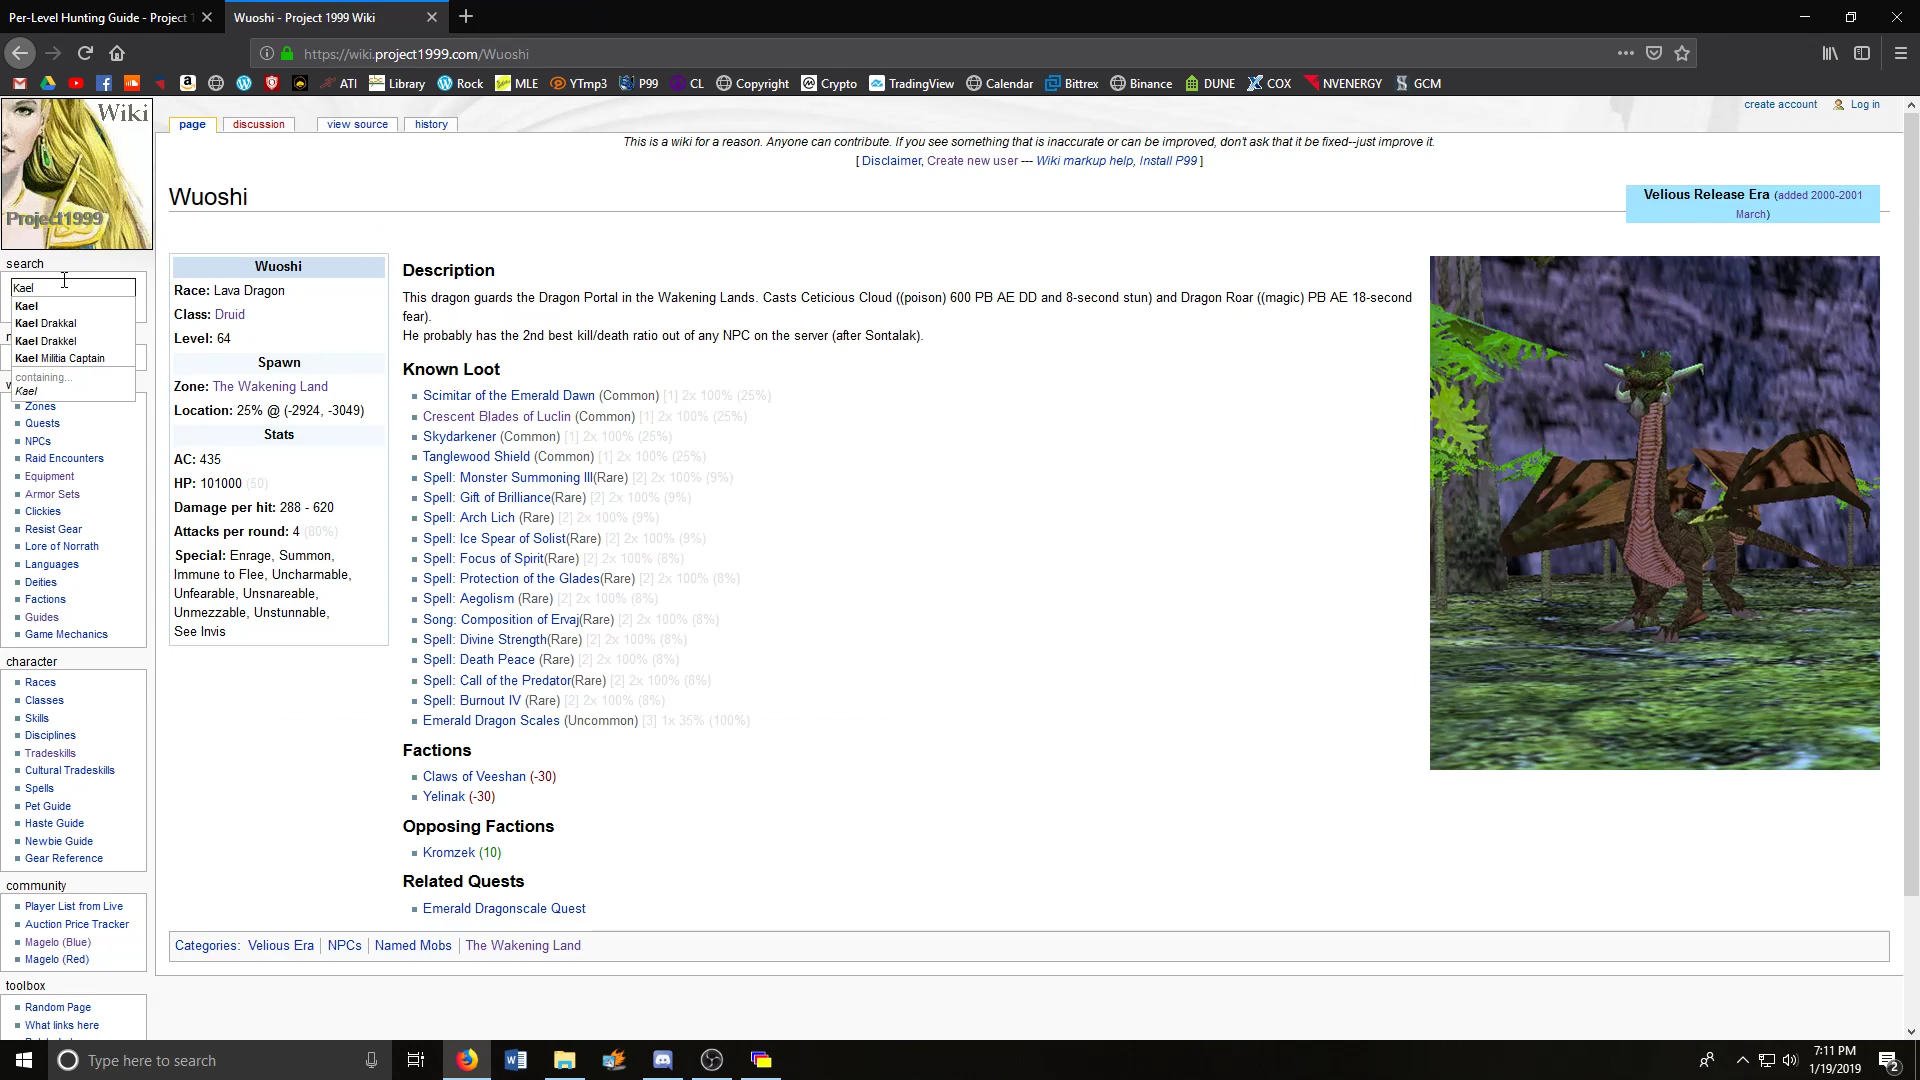 Per-Level Hunting Guide - Project 1
Wuoshi - Project 1999 Wiki
https://wiki.project1999.com/Wuoshi
ATI Library Rock MLE YTmp3 P99 CL Copyright Crypto TradingView Calendar Bittrex Binance DUNE COX NVENERGY GCM
create account Log in
Wiki
Project1999
page discussion view source history
This is a wiki for a reason. Anyone can contribute. If you see something that is inaccurate or can be improved, don't ask that it be fixed--just improve it.
[ Disclaimer, Create new user --- Wiki markup help, Install P99 ]
Wuoshi
Velious Release Era (added 2000-2001
March)
search
Kael
Kael
Kael Drakkal
Kael Drakkel
Kael Militia Captain
containing...
Kael
Zones
Quests
NPCs
Raid Encounters
Equipment
Armor Sets
Clickies
Resist Gear
Lore of Norrath
Languages
Deities
Factions
Guides
Game Mechanics
character
Races
Classes
Skills
Disciplines
Tradeskills
Cultural Tradeskills
Spells
Pet Guide
Haste Guide
Newbie Guide
Gear Reference
community
Player List from Live
Auction Price Tracker
Magelo (Blue)
Magelo (Red)
toolbox
Random Page
What links here
Wuoshi
Race: Lava Dragon
Class: Druid
Level: 64
Spawn
Zone: The Wakening Land
Location: 25% @ (-2924, -3049)
Stats
AC: 435
HP: 101000 (50)
Damage per hit: 288 - 620
Attacks per round: 4 (80%)
Special: Enrage, Summon,
Immune to Flee, Uncharmable,
Unfearable, Unsnareable,
Unmezzable, Unstunnable,
See Invis
Description
This dragon guards the Dragon Portal in the Wakening Lands. Casts Ceticious Cloud ((poison) 600 PB AE DD and 8-second stun) and Dragon Roar ((magic) PB AE 18-second
fear).
He probably has the 2nd best kill/death ratio out of any NPC on the server (after Sontalak).
Known Loot
Scimitar of the Emerald Dawn (Common) [1] 2x 100% (25%)
Crescent Blades of Luclin (Common) [1] 2x 100% (25%)
Skydarkener (Common) [1] 2x 100% (25%)
Tanglewood Shield (Common) [1] 2x 100% (25%)
Spell: Monster Summoning III(Rare) [2] 2x 100% (9%)
Spell: Gift of Brilliance(Rare) [2] 2x 100% (9%)
Spell: Arch Lich (Rare) [2] 2x 100% (9%)
Spell: Ice Spear of Solist(Rare) [2] 2x 100% (9%)
Spell: Focus of Spirit(Rare) [2] 2x 100% (8%)
Spell: Protection of the Glades(Rare) [2] 2x 100% (8%)
Spell: Aegolism (Rare) [2] 2x 100% (8%)
Song: Composition of Ervaj(Rare) [2] 2x 100% (8%)
Spell: Divine Strength(Rare) [2] 2x 100% (8%)
Spell: Death Peace (Rare) [2] 2x 100% (8%)
Spell: Call of the Predator(Rare) [2] 2x 100% (8%)
Spell: Burnout IV (Rare) [2] 2x 100% (8%)
Emerald Dragon Scales (Uncommon) [3] 1x 35% (100%)
Factions
Claws of Veeshan (-30)
Yelinak (-30)
Opposing Factions
Kromzek (10)
Related Quests
Emerald Dragonscale Quest
Categories: Velious Era NPCs Named Mobs The Wakening Land
Type here to search
7:11 PM
1/19/2019
2